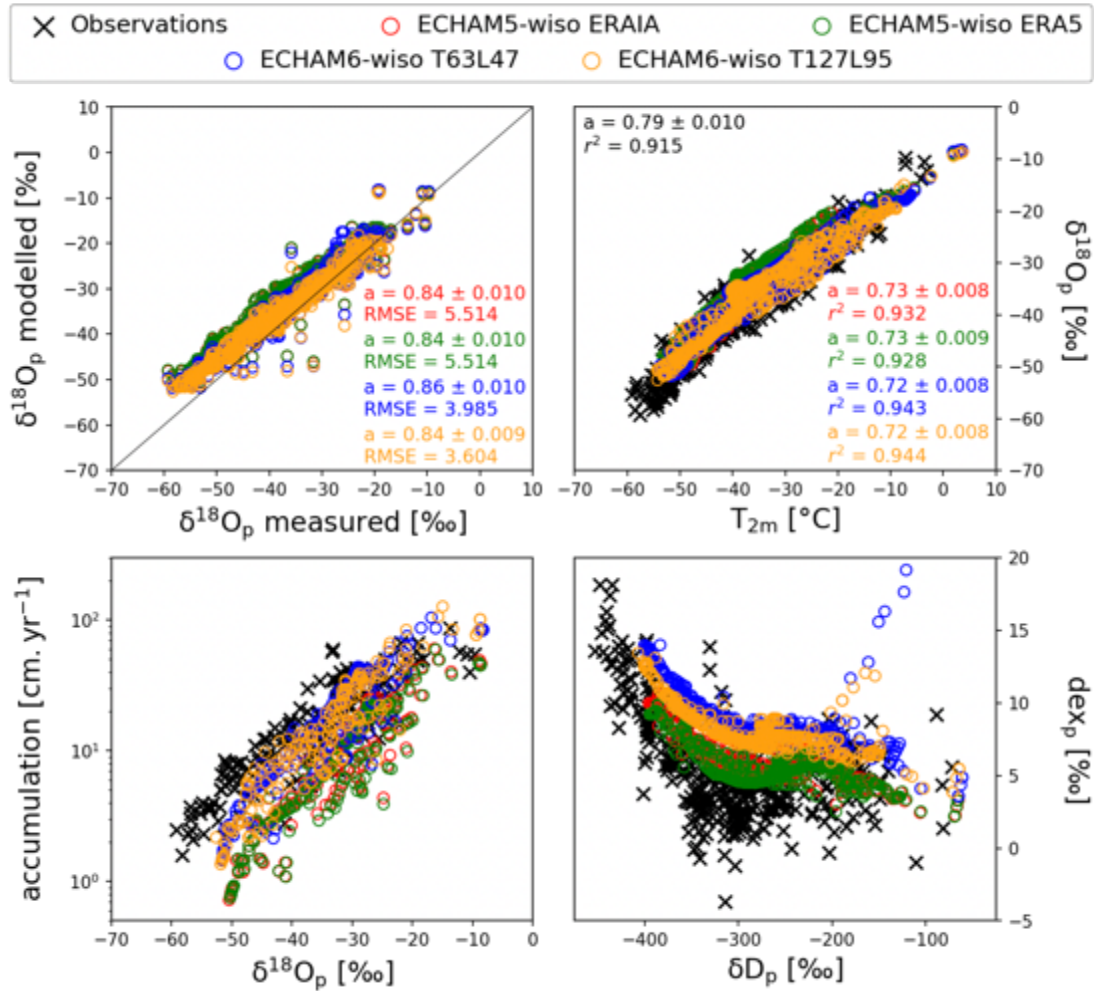 Observations
ECHAM5-wiso ERAIA
ECHAM5-wiso ERA5
ECHAM6-wiso T63L47
ECHAM6-wiso T127L95
10
0
−10
−20
−30
−40
−50
−60
−70
δ¹⁸Oₚ modelled [‰]
a = 0.84 ± 0.010
RMSE = 5.514
a = 0.84 ± 0.010
RMSE = 5.514
a = 0.86 ± 0.010
RMSE = 3.985
a = 0.84 ± 0.009
RMSE = 3.604
−70 −60 −50 −40 −30 −20 −10 0 10
δ¹⁸Oₚ measured [‰]
a = 0.79 ± 0.010
r² = 0.915
a = 0.73 ± 0.008
r² = 0.932
a = 0.73 ± 0.009
r² = 0.928
a = 0.72 ± 0.008
r² = 0.943
a = 0.72 ± 0.008
r² = 0.944
0
−10
−20
−30
−40
−50
−60
−70
δ¹⁸Oₚ
[‰]
−70 −60 −50 −40 −30 −20 −10 0 10
T₂ₘ [°C]
accumulation [cm. yr⁻¹]
10²
10¹
10⁰
−70 −60 −50 −40 −30 −20 −10 0
δ¹⁸Oₚ [‰]
20
15
10
5
0
−5
dexₚ
[‰]
−400 −300 −200 −100
δDₚ [‰]